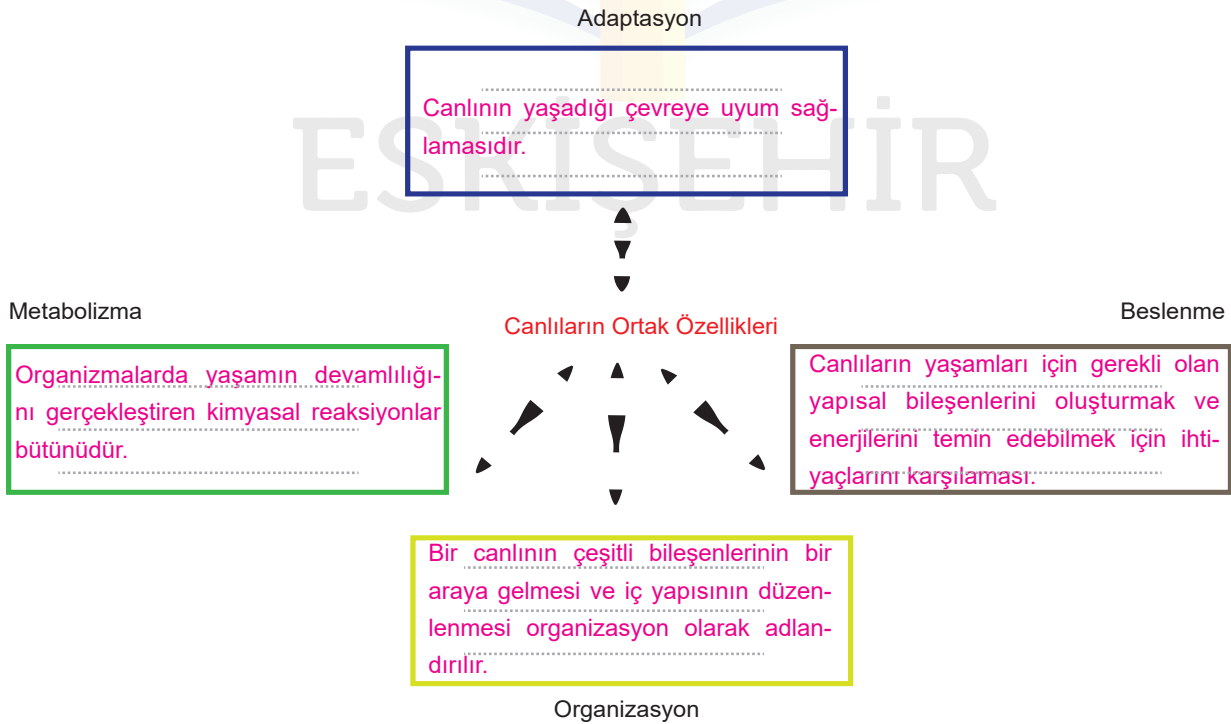 Adaptasyon
Canlının yaşadığı çevreye uyum sağ-
lamasıdır.
ESKİŞEHİR
Metabolizma
Canlıların Ortak Özellikleri
Beslenme
Organizmalarda yaşamın devamlılığı-
nı gerçekleştiren kimyasal reaksiyonlar
bütünüdür.
Canlıların yaşamları için gerekli olan
yapısal bileşenlerini oluşturmak ve
enerjilerini temin edebilmek için ihti-
yaçlarını karşılaması.
Bir canlının çeşitli bileşenlerinin bir
araya gelmesi ve iç yapısının düzen-
lenmesi organizasyon olarak adlan-
dırılır.
Organizasyon